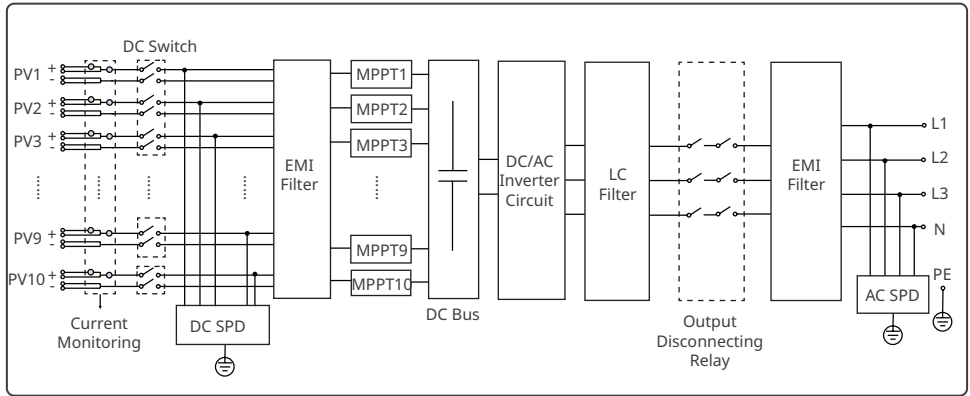 DC Switch
PV1 + -
PV2 + -
PV3 + -
PV9 + -
PV10 + -
Current
Monitoring
DC SPD
EMI
Filter
MPPT1
MPPT2
MPPT3
MPPT9
MPPT10
DC Bus
DC/AC
Inverter
Circuit
LC
Filter
Output
Disconnecting
Relay
EMI
Filter
L1
L2
L3
N
PE
AC SPD